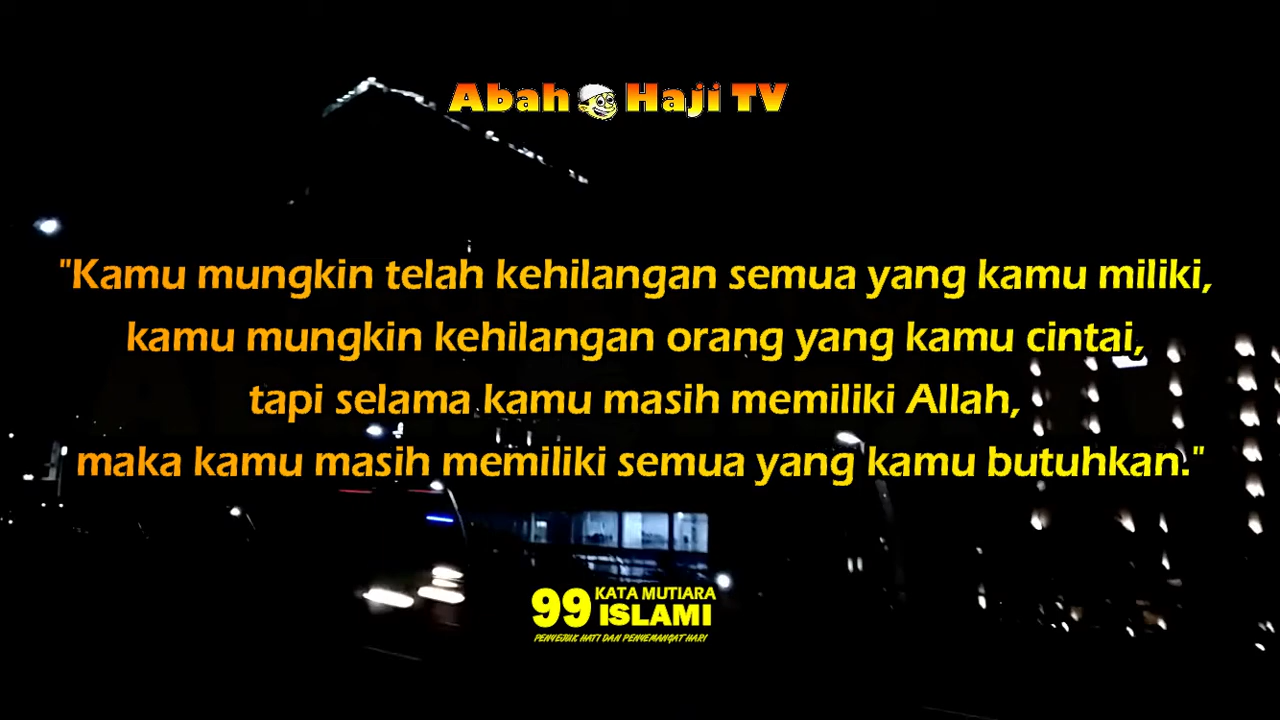 Abah Haji TV
"Kamu mungkin telah kehilangan semua yang kamu miliki,
kamu mungkin kehilangan orang yang kamu cintai,
tapi selama kamu masih memiliki Allah,
maka kamu masih memiliki semua yang kamu butuhkan."
99 KATA MUTIARA
ISLAMI
PENYEJUK HATI DAN PENYEMANGAT HARI